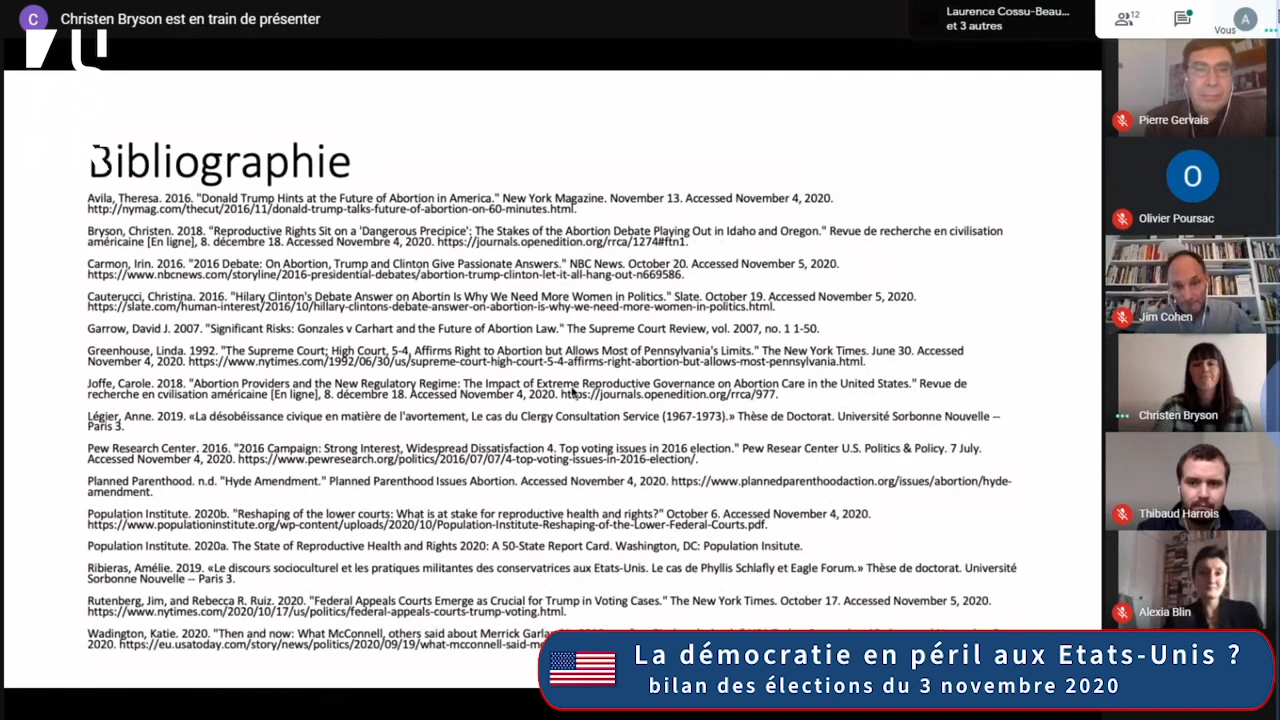 C
Christen Bryson est en train de présenter
Laurence Cossu-Beau...
et 3 autres
12
Vous
A
Bibliographie
Avila, Theresa. 2016. "Donald Trump Hints at the Future of Abortion in America." New York Magazine. November 13. Accessed November 4, 2020.
http://nymag.com/thecut/2016/11/donald-trump-talks-future-of-abortion-on-60-minutes.html.
Bryson, Christen. 2018. "Reproductive Rights Sit on a 'Dangerous Precipice': The Stakes of the Abortion Debate Playing Out in Idaho and Oregon." Revue de recherche en civilisation
américaine [En ligne], 8. décembre 18. Accessed Novembre 4, 2020. https://journals.openedition.org/rrca/1274#ftn1.
Carmon, Irin. 2016. "2016 Debate: On Abortion, Trump and Clinton Give Passionate Answers." NBC News. October 20. Accessed November 5, 2020.
https://www.nbcnews.com/storyline/2016-presidential-debates/abortion-trump-clinton-let-it-all-hang-out-n669586.
Cauterucci, Christina. 2016. "Hilary Clinton's Debate Answer on Abortin Is Why We Need More Women in Politics." Slate. October 19. Accessed November 5, 2020.
https://slate.com/human-interest/2016/10/hillary-clintons-debate-answer-on-abortion-is-why-we-need-more-women-in-politics.html.
Garrow, David J. 2007. "Significant Risks: Gonzales v Carhart and the Future of Abortion Law." The Supreme Court Review, vol. 2007, no. 1 1-50.
Greenhouse, Linda. 1992. "The Supreme Court; High Court, 5-4, Affirms Right to Abortion but Allows Most of Pennsylvania's Limits." The New York Times. June 30. Accessed
November 4, 2020. https://www.nytimes.com/1992/06/30/us/supreme-court-high-court-5-4-affirms-right-abortion-but-allows-most-pennsylvania.html.
Joffe, Carole. 2018. "Abortion Providers and the New Regulatory Regime: The Impact of Extreme Reproductive Governance on Abortion Care in the United States." Revue de
recherche en cvilisation américaine [En ligne], 8. décembre 18. Accessed November 4, 2020. https://journals.openedition.org/rrca/977.
Légier, Anne. 2019. «La désobéissance civique en matière de l'avortement, Le cas du Clergy Consultation Service (1967-1973).» Thèse de Doctorat. Université Sorbonne Nouvelle --
Paris 3.
Pew Research Center. 2016. "2016 Campaign: Strong Interest, Widespread Dissatisfaction 4. Top voting issues in 2016 election." Pew Resear Center U.S. Politics & Policy. 7 July.
Accessed November 4, 2020. https://www.pewresearch.org/politics/2016/07/07/4-top-voting-issues-in-2016-election/.
Planned Parenthood. n.d. "Hyde Amendment." Planned Parenthood Issues Abortion. Accessed November 4, 2020. https://www.plannedparenthoodaction.org/issues/abortion/hyde-
amendment.
Population Institute. 2020b. "Reshaping of the lower courts: What is at stake for reproductive health and rights?" October 6. Accessed November 4, 2020.
https://www.populationinstitute.org/wp-content/uploads/2020/10/Population-Institute-Reshaping-of-the-Lower-Federal-Courts.pdf.
Population Insitute. 2020a. The State of Reproductive Health and Rights 2020: A 50-State Report Card. Washington, DC: Population Insitute.
Ribieras, Amélie. 2019. «Le discours socioculturel et les pratiques militantes des conservatrices aux Etats-Unis. Le cas de Phyllis Schlafly et Eagle Forum.» Thèse de doctorat. Université
Sorbonne Nouvelle -- Paris 3.
Rutenberg, Jim, and Rebecca R. Ruiz. 2020. "Federal Appeals Courts Emerge as Crucial for Trump in Voting Cases." The New York Times. October 17. Accessed November 5, 2020.
https://www.nytimes.com/2020/10/17/us/politics/federal-appeals-courts-trump-voting.html.
Wadington, Katie. 2020. "Then and now: What McConnell, others said about Merrick Garla
2020. https://eu.usatoday.com/story/news/politics/2020/09/19/what-mcconnell-said-me
Pierre Gervais
O
Olivier Poursac
Jim Cohen
Christen Bryson
Thibaud Harrois
Alexia Blin
La démocratie en péril aux Etats-Unis ?
bilan des élections du 3 novembre 2020